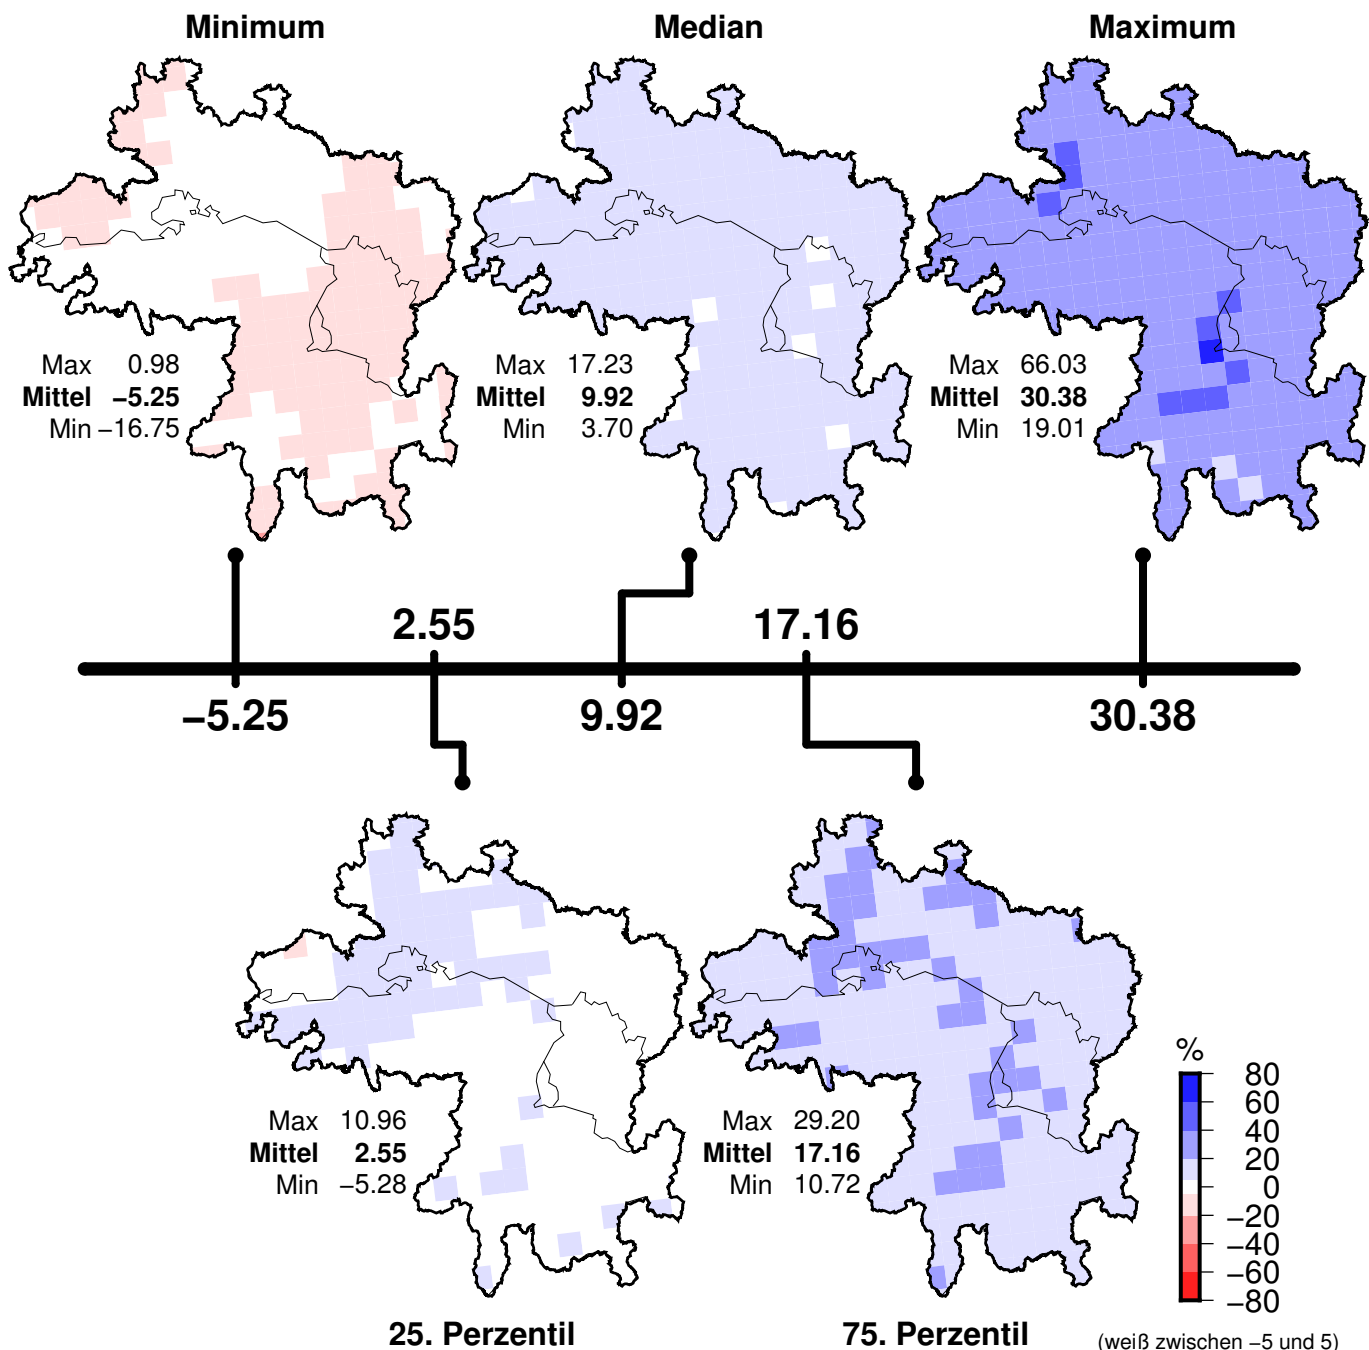 Minimum
Median
Maximum
Max 0.98
Mittel −5.25
Min −16.75
Max 17.23
Mittel 9.92
Min 3.70
Max 66.03
Mittel 30.38
Min 19.01
2.55
17.16
−5.25
9.92
30.38
Max 10.96
Mittel 2.55
Min −5.28
Max 29.20
Mittel 17.16
Min 10.72
%
80
60
40
20
0
−20
−40
−60
−80
25. Perzentil
75. Perzentil
(weiß zwischen −5 und 5)